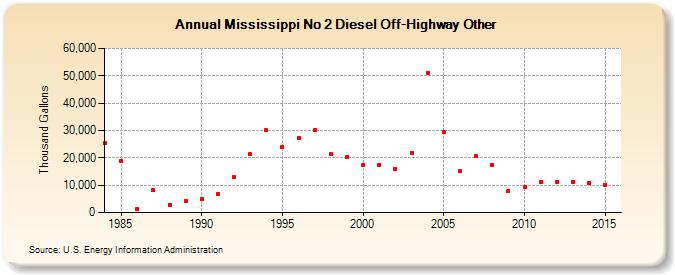 Annual Mississippi No 2 Diesel Off-Highway Other
Thousand Gallons
60,000
50,000
40,000
30,000
20,000
10,000
0
1985 1990 1995 2000 2005 2010 2015
Source: U.S. Energy Information Administration